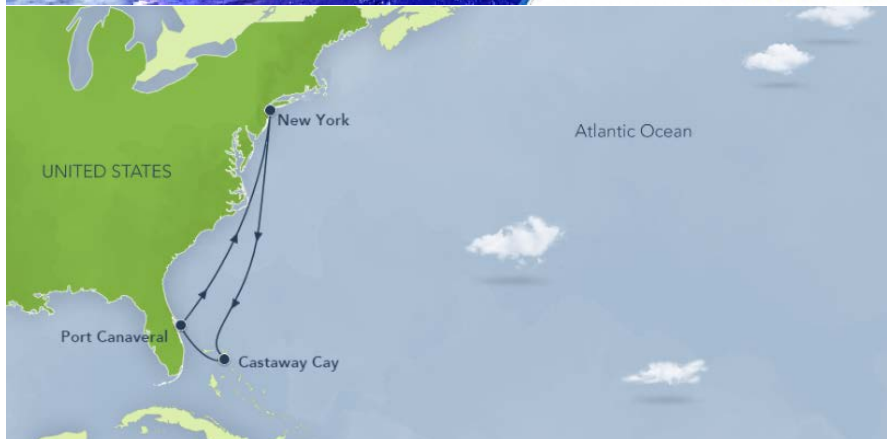 New York
Atlantic Ocean
UNITED STATES
Port Canaveral
Castaway Cay